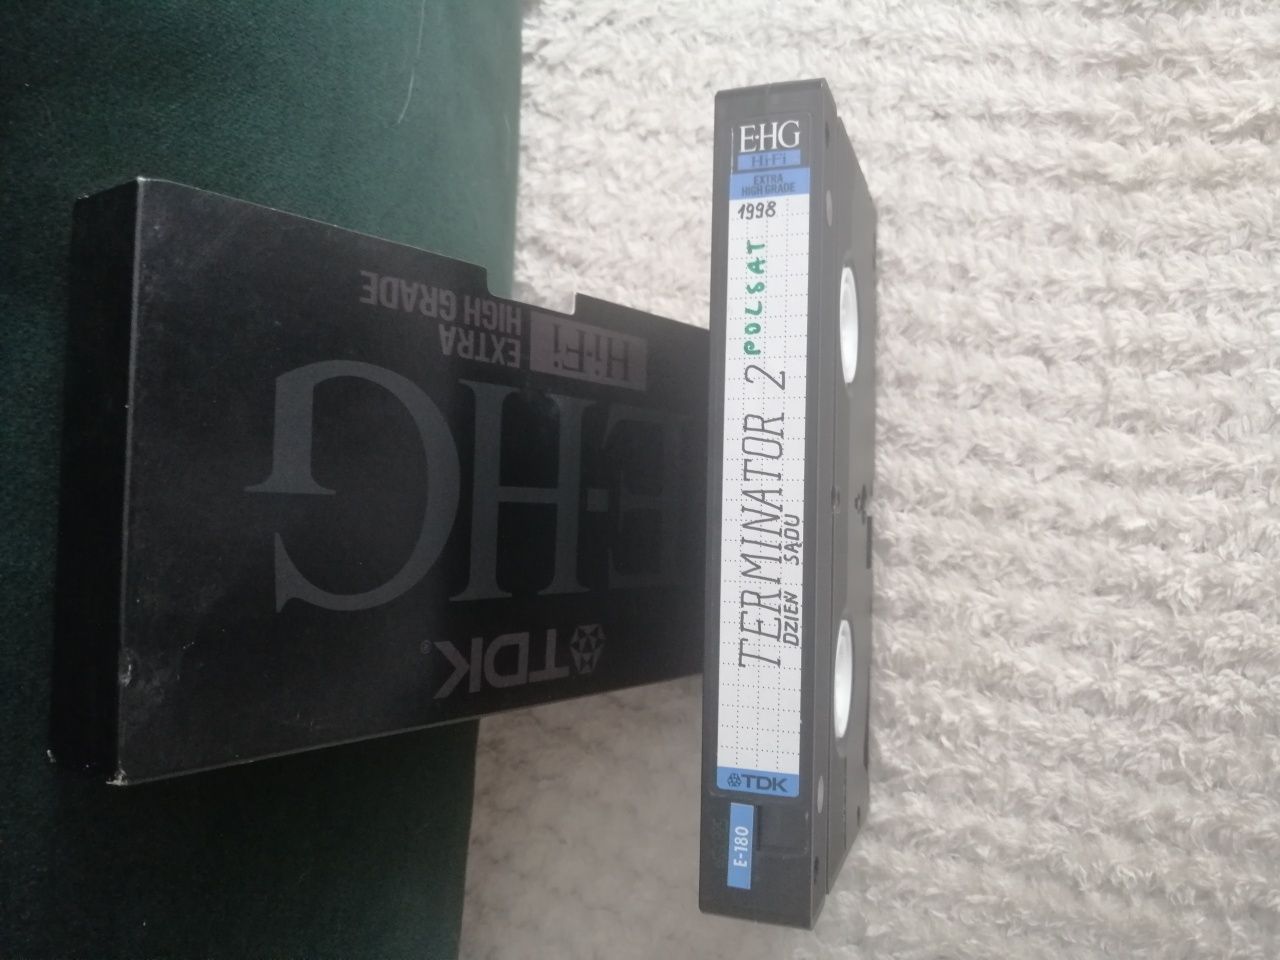 E·HG
Hi-Fi
EXTRA
HIGH GRADE
1998
TERMINATOR 2 POLSAT
DZIEŃ SĄDU
TDK
E-180
TDK®
E·HG
Hi-Fi
EXTRA
HIGH GRADE